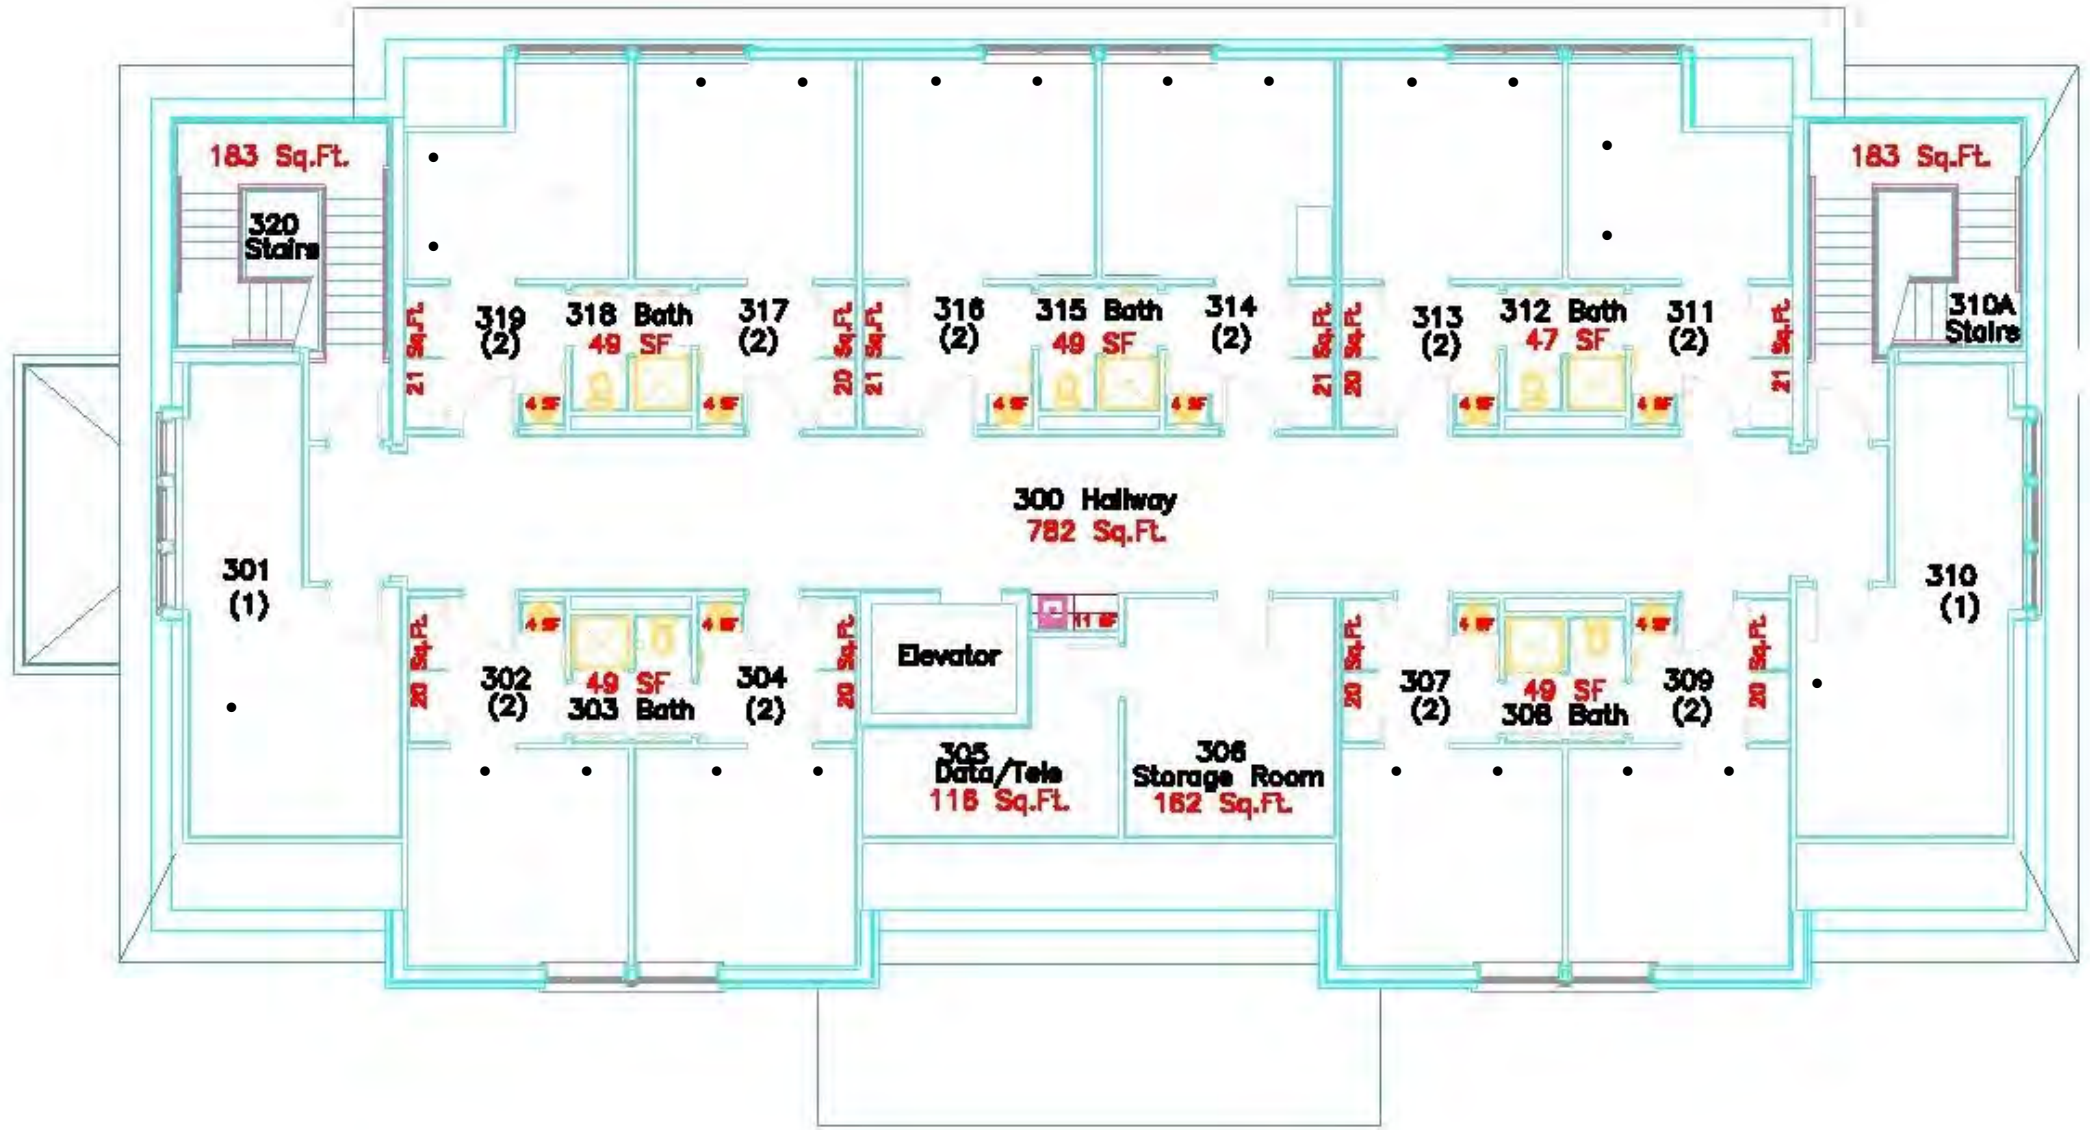 183 Sq.Ft.
183 Sq.Ft.
320
Stairs
310A
Stairs
319
(2)
318 Bath
49 SF
317
(2)
316
(2)
315 Bath
49 SF
314
(2)
313
(2)
312 Bath
47 SF
311
(2)
21 Sq.Ft.
20 Sq.Ft.
21 Sq.Ft.
21 Sq.Ft.
20 Sq.Ft.
21 Sq.Ft.
4 SF
4 SF
4 SF
4 SF
4 SF
4 SF
300 Hallway
782 Sq.Ft.
301
(1)
310
(1)
4 SF
4 SF
11 SF
4 SF
4 SF
20 Sq.Ft.
20 Sq.Ft.
20 Sq.Ft.
20 Sq.Ft.
302
(2)
49 SF
303 Bath
304
(2)
Elevator
307
(2)
49 SF
308 Bath
309
(2)
305
Data/Tele
116 Sq.Ft.
306
Storage Room
162 Sq.Ft.